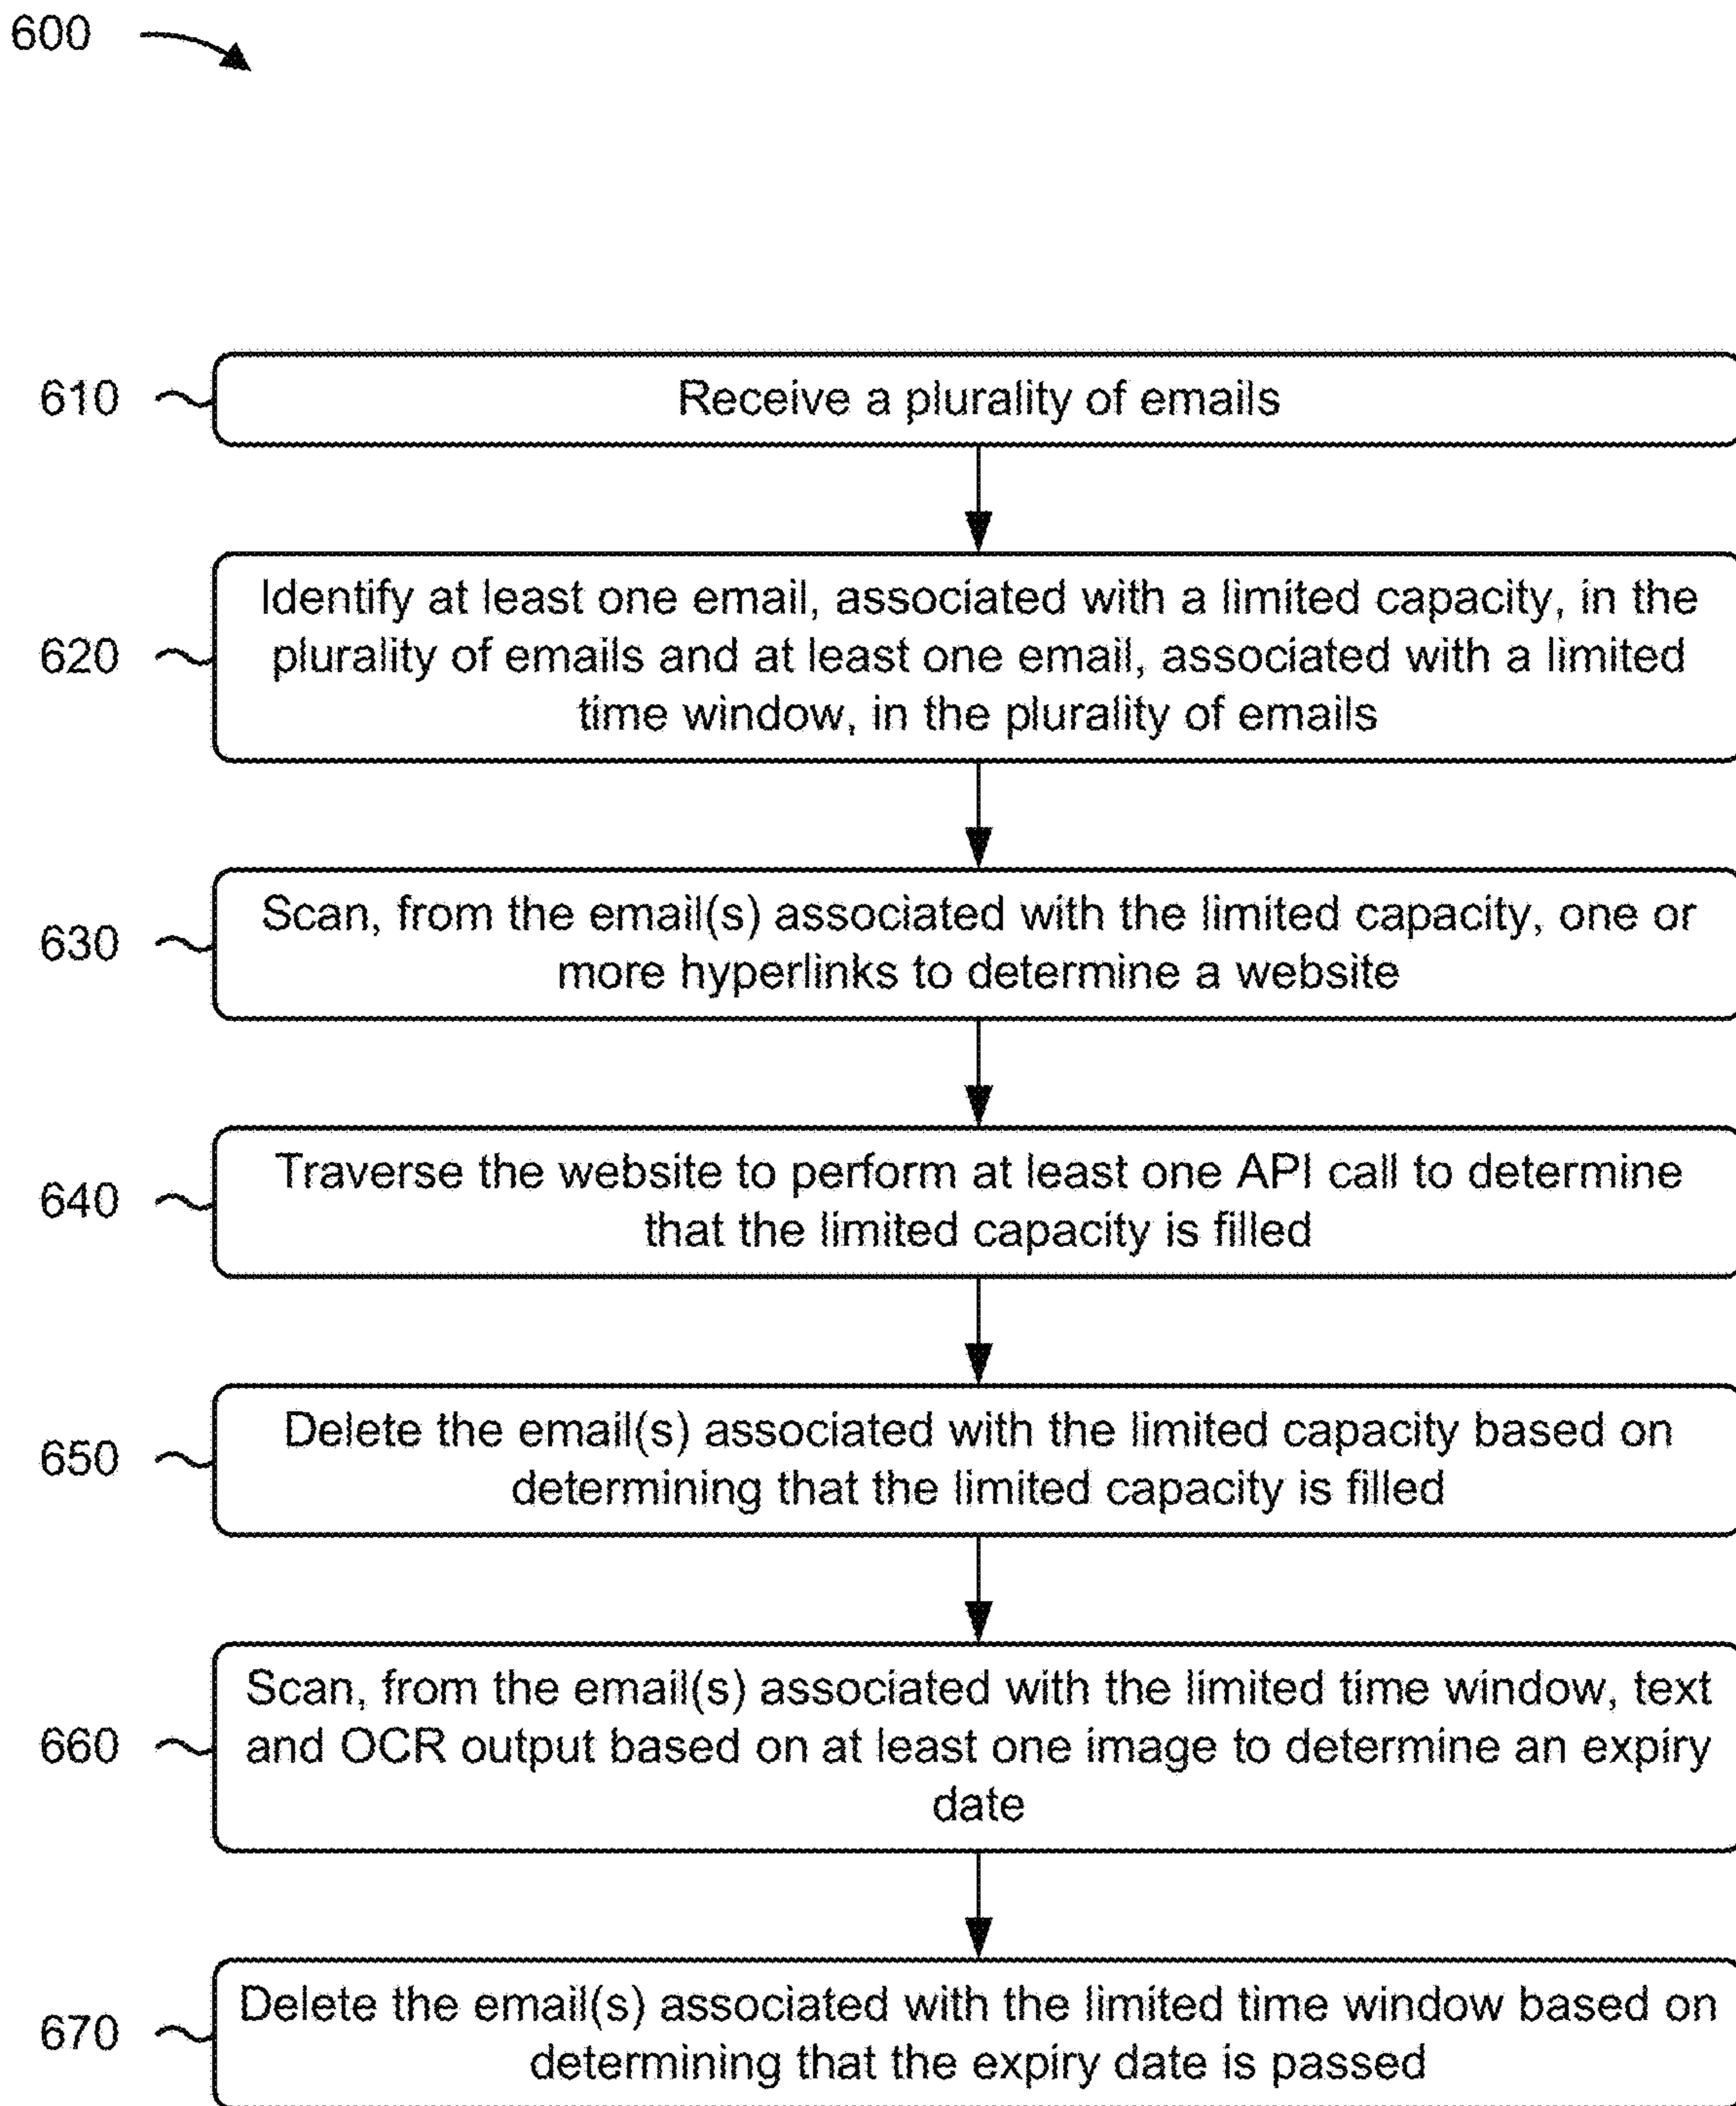 600
610
Receive a plurality of emails
620
Identify at least one email, associated with a limited capacity, in the
plurality of emails and at least one email, associated with a limited
time window, in the plurality of emails
630
Scan, from the email(s) associated with the limited capacity, one or
more hyperlinks to determine a website
640
Traverse the website to perform at least one API call to determine
that the limited capacity is filled
650
Delete the email(s) associated with the limited capacity based on
determining that the limited capacity is filled
660
Scan, from the email(s) associated with the limited time window, text
and OCR output based on at least one image to determine an expiry
date
670
Delete the email(s) associated with the limited time window based on
determining that the expiry date is passed